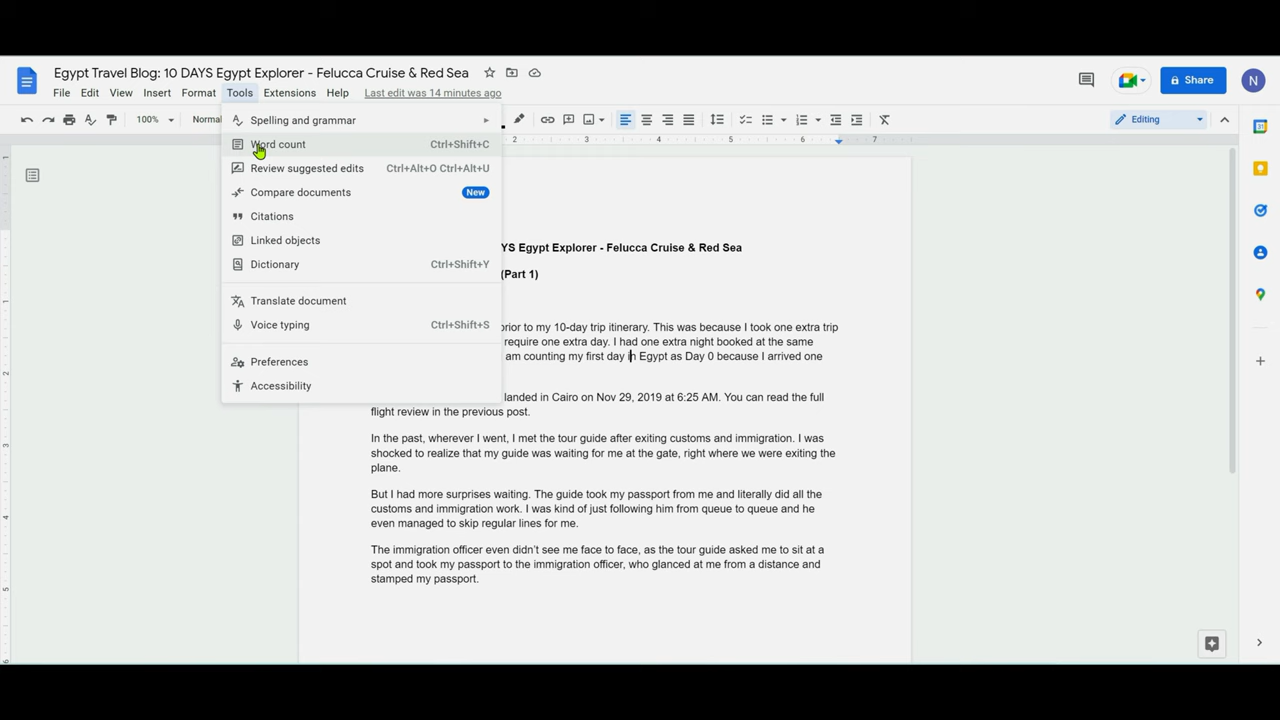 Egypt Travel Blog: 10 DAYS Egypt Explorer - Felucca Cruise & Red Sea
File Edit View Insert Format Tools Extensions Help Last edit was 14 minutes ago
Share
N
100% Normal
Editing
Spelling and grammar
Word count Ctrl+Shift+C
Review suggested edits Ctrl+Alt+O Ctrl+Alt+U
Compare documents New
Citations
Linked objects
Dictionary Ctrl+Shift+Y
Translate document
Voice typing Ctrl+Shift+S
Preferences
Accessibility
2 3 4 5 6 7
1
1
2
3
4
5
YS Egypt Explorer - Felucca Cruise & Red Sea
(Part 1)
prior to my 10-day trip itinerary. This was because I took one extra trip
require one extra day. I had one extra night booked at the same
am counting my first day in Egypt as Day 0 because I arrived one
landed in Cairo on Nov 29, 2019 at 6:25 AM. You can read the full
flight review in the previous post.
In the past, wherever I went, I met the tour guide after exiting customs and immigration. I was
shocked to realize that my guide was waiting for me at the gate, right where we were exiting the
plane.
But I had more surprises waiting. The guide took my passport from me and literally did all the
customs and immigration work. I was kind of just following him from queue to queue and he
even managed to skip regular lines for me.
The immigration officer even didn't see me face to face, as the tour guide asked me to sit at a
spot and took my passport to the immigration officer, who glanced at me from a distance and
stamped my passport.